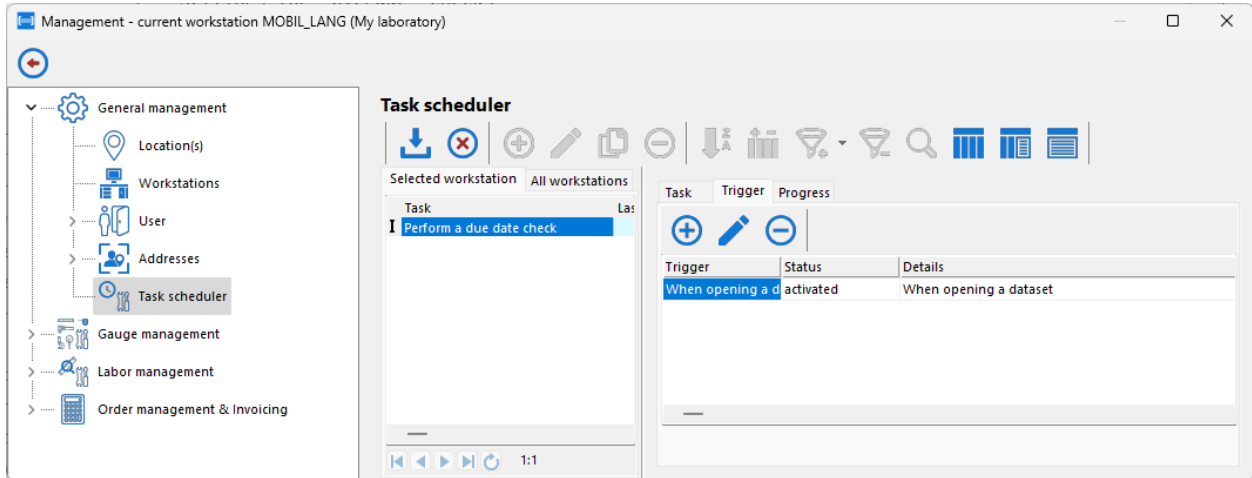 Management - current workstation MOBIL_LANG (My laboratory)
General management
Location(s)
Workstations
User
Addresses
Task scheduler
Gauge management
Labor management
Order management & Invoicing
Task scheduler
Selected workstation All workstations
Task Las
Perform a due date check
1:1
Task Trigger Progress
Trigger Status Details
When opening a d activated When opening a dataset